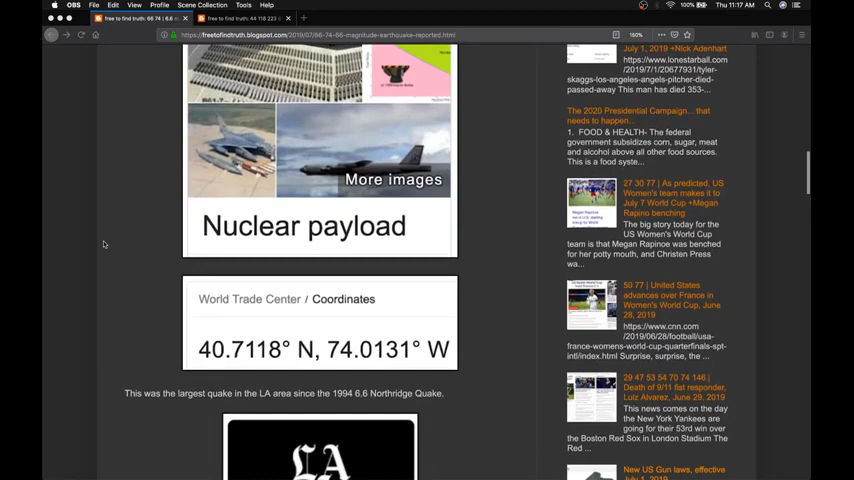 OBS File Edit View Profile Scene Collection Tools Help
100% Thu 11:17 AM
free to find truth: 66 74 | 6.6 m
free to find truth: 44 118 223 |
https://freetofindtruth.blogspot.com/2019/07/66-74-66-magnitude-earthquake-reported.html
160%
More images
Nuclear payload
World Trade Center / Coordinates
40.7118° N, 74.0131° W
This was the largest quake in the LA area since the 1994 6.6 Northridge Quake.
LA
July 1, 2019 +Nick Adenhart
https://www.lonestarball.com
/2019/7/1/20677931/tyler-
skaggs-los-angeles-angels-pitcher-died-
passed-away This man has died 353-...
The 2020 Presidential Campaign... that
needs to happen...
1. FOOD & HEALTH- The federal
government subsidizes corn, sugar, meat
and alcohol above all other food sources.
This is a food syste...
27 30 77 | As predicted, US
Women's team makes it to
July 7 World Cup +Megan
Rapino benching
The big story today for the
US Women's World Cup
team is that Megan Rapinoe was benched
for her potty mouth, and Christen Press
wa...
50 77 | United States
advances over France in
Women's World Cup, June
28, 2019
https://www.cnn.com
/2019/06/28/football/usa-
france-womens-world-cup-quarterfinals-spt-
intl/index.html Surprise, surprise, the ...
29 47 53 54 70 74 146 |
Death of 9/11 fist responder,
Luiz Alvarez, June 29, 2019
This news comes on the day
the New York Yankees are
going for their 53rd win over
the Boston Red Sox in London Stadium The
Red ...
New US Gun laws, effective
July 1, 2019